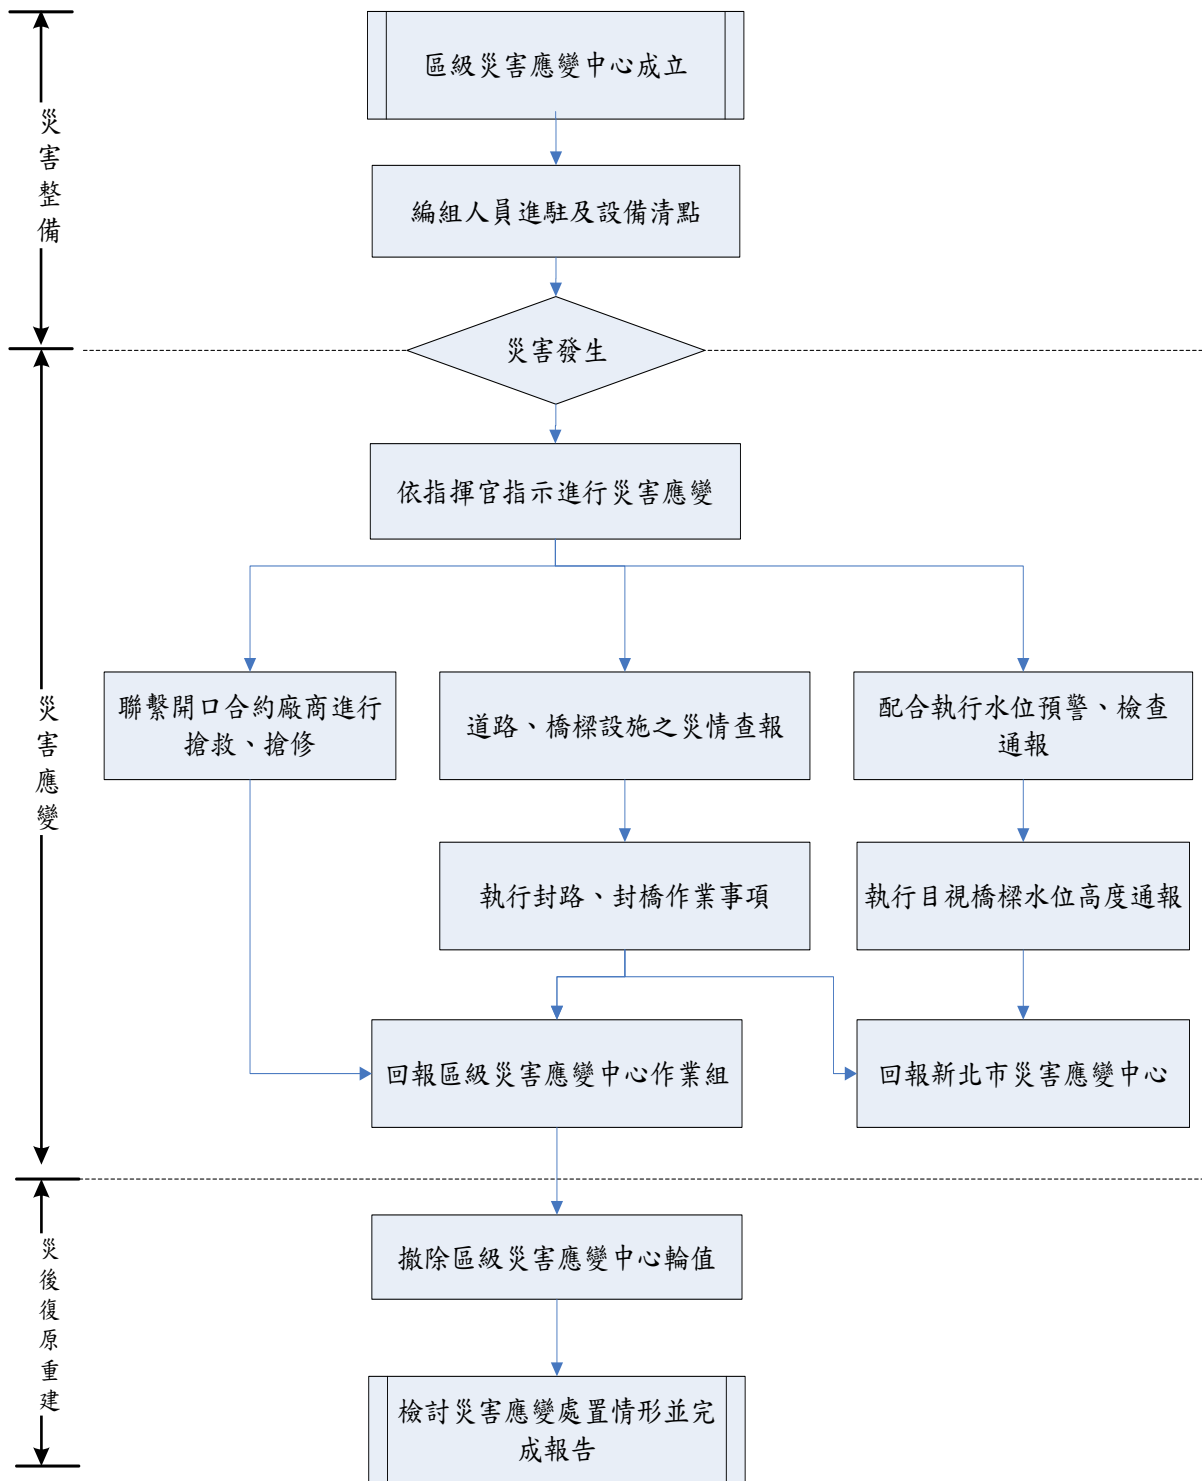 區級災害應變中心成立
災害整備
編組人員進駐及設備清點
災害發生
依指揮官指示進行災害應變
災害應變
聯繫開口合約廠商進行
搶救、搶修
道路、橋樑設施之災情查報
配合執行水位預警、檢查
通報
執行封路、封橋作業事項
執行目視橋樑水位高度通報
回報區級災害應變中心作業組
回報新北市災害應變中心
災後復原重建
撤除區級災害應變中心輪值
檢討災害應變處置情形並完
成報告